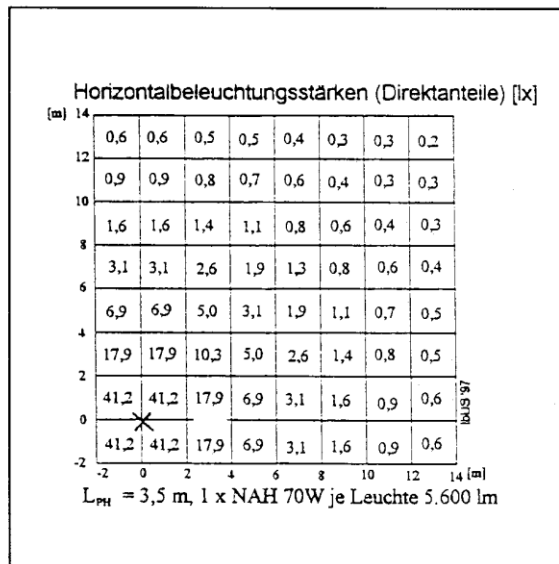 Horizontalbeleuchtungsstärken (Direktanteile) [lx]
[m] 14
0,6 0,6 0,5 0,5 0,4 0,3 0,3 0,2
12
0,9 0,9 0,8 0,7 0,6 0,4 0,3 0,3
10
1,6 1,6 1,4 1,1 0,8 0,6 0,4 0,3
8
3,1 3,1 2,6 1,9 1,3 0,8 0,6 0,4
6
6,9 6,9 5,0 3,1 1,9 1,1 0,7 0,5
4
17,9 17,9 10,3 5,0 2,6 1,4 0,8 0,5
2
41,2 41,2 17,9 6,9 3,1 1,6 0,9 0,6
0
41,2 41,2 17,9 6,9 3,1 1,6 0,9 0,6
-2
-2 0 2 4 6 8 10 12 14 [m]
IbUS '97
L_PH = 3,5 m, 1 x NAH 70W je Leuchte 5.600 lm